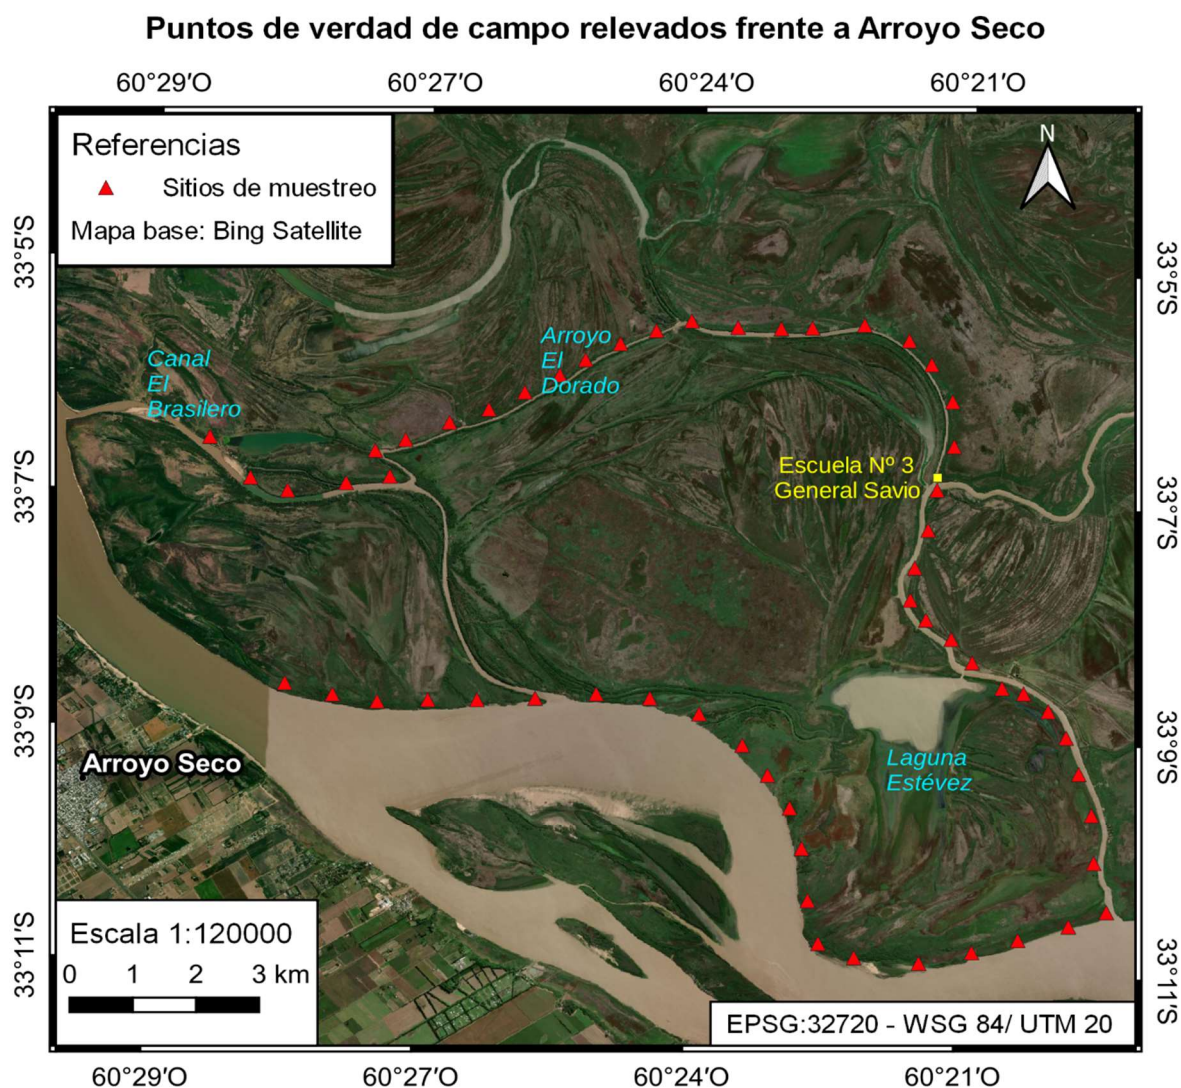 Puntos de verdad de campo relevados frente a Arroyo Seco
60°29′O 60°27′O 60°24′O 60°21′O
Referencias
Sitios de muestreo
Mapa base: Bing Satellite
N
33°5′S
33°5′S
Arroyo
El
Dorado
Canal
El
Brasilero
Escuela Nº 3
General Savio
33°7′S
33°7′S
33°9′S
33°9′S
Arroyo Seco
Laguna
Estévez
33°11′S
33°11′S
Escala 1:120000
0 1 2 3 km
EPSG:32720 - WSG 84/ UTM 20
60°29′O 60°27′O 60°24′O 60°21′O